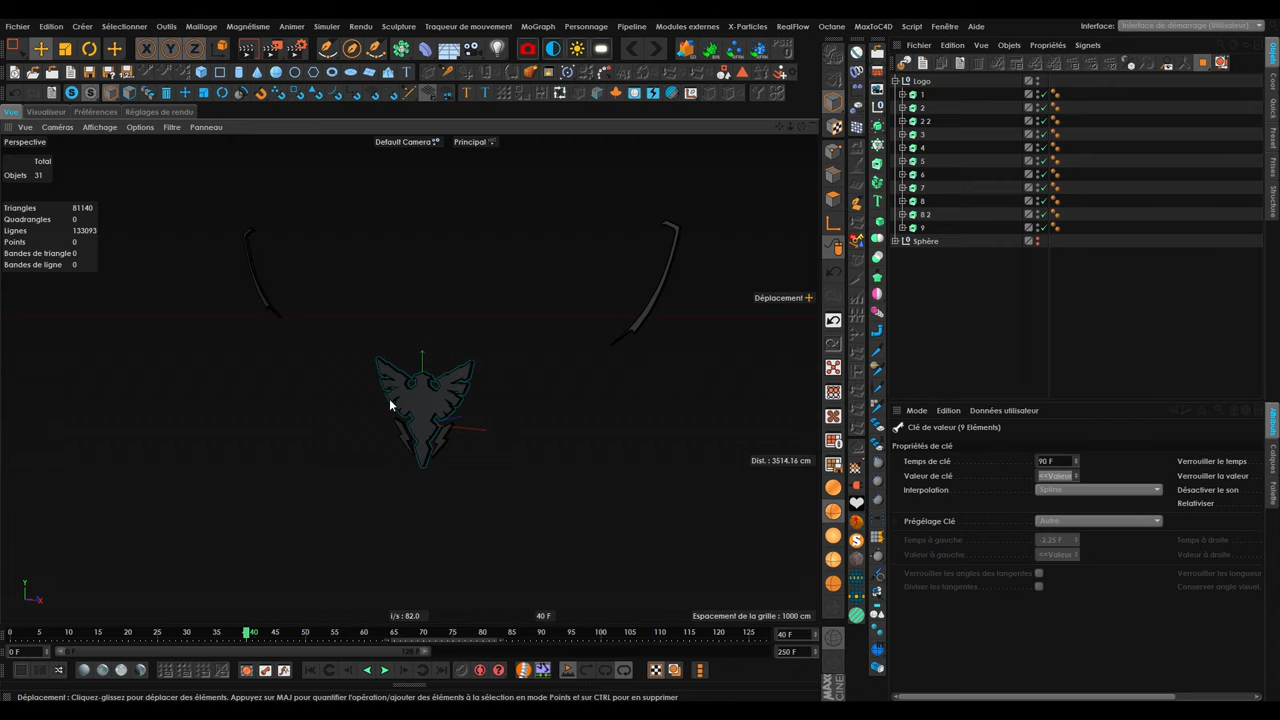 Fichier Edition Créer Sélectionner Outils Maillage Magnétisme Animer Simuler Rendu Sculpture Traqueur de mouvement MoGraph Personnage Pipeline Modules externes X-Particles RealFlow Octane MaxToC4D Script Fenêtre Aide Interface: Interface de démarrage (Utilisateur)
Vue Visualiseur Préférences Réglages de rendu
Vue Caméras Affichage Options Filtre Panneau
Perspective Default Camera Principal
Total
Objets 31
Triangles 81140
Quadrangles 0
Lignes 133093
Points 0
Bandes de triangle 0
Bandes de ligne 0
Déplacement
Dist. : 3514.16 cm
Y
X
i/s : 82.0 40 F Espacement de la grille : 1000 cm
0 5 10 15 20 25 30 35 40 45 50 55 60 65 70 75 80 85 90 95 100 105 110 115 120 125 40 F
0 F 0 F 250 F
Déplacement : Cliquez-glissez pour déplacer des éléments. Appuyez sur MAJ pour quantifier l'opération/ajouter des éléments à la sélection en mode Points et sur CTRL pour en supprimer
Fichier Edition Vue Objets Propriétés Signets
Logo
1
2
2 2
3
4
5
6
7
8
8 2
9
Sphère
Mode Edition Données utilisateur
Clé de valeur (9 Eléments)
Propriétés de clé
Temps de clé 90 F Verrouiller le temps
Valeur de clé <<Valeur Verrouiller la valeur
Interpolation Spline Désactiver le son
Relativiser
Prégélage Clé Autre
Temps à gauche -2.25 F Temps à droite
Valeur à gauche <<Valeur Valeur à droite
Verrouiller les angles des tangentes Verrouiller les longueur
Diviser les tangentes Conserver angle visuel
Objets
Quick
Preset
Prises
Structure
Attributs
Calques
Palette